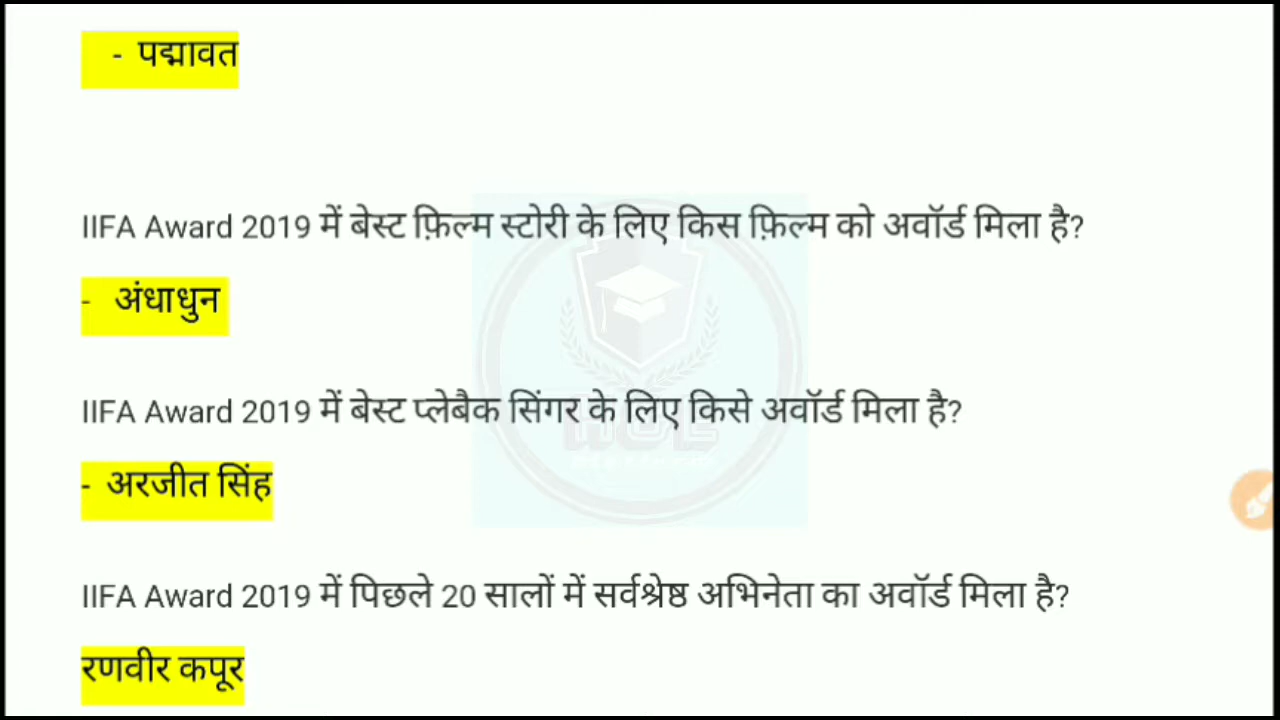 - पद्मावत
IIFA Award 2019 में बेस्ट फ़िल्म स्टोरी के लिए किस फ़िल्म को अवॉर्ड मिला है?
- अंधाधुन
IIFA Award 2019 में बेस्ट प्लेबैक सिंगर के लिए किसे अवॉर्ड मिला है?
- अरजीत सिंह
IIFA Award 2019 में पिछले 20 सालों में सर्वश्रेष्ठ अभिनेता का अवॉर्ड मिला है?
रणवीर कपूर